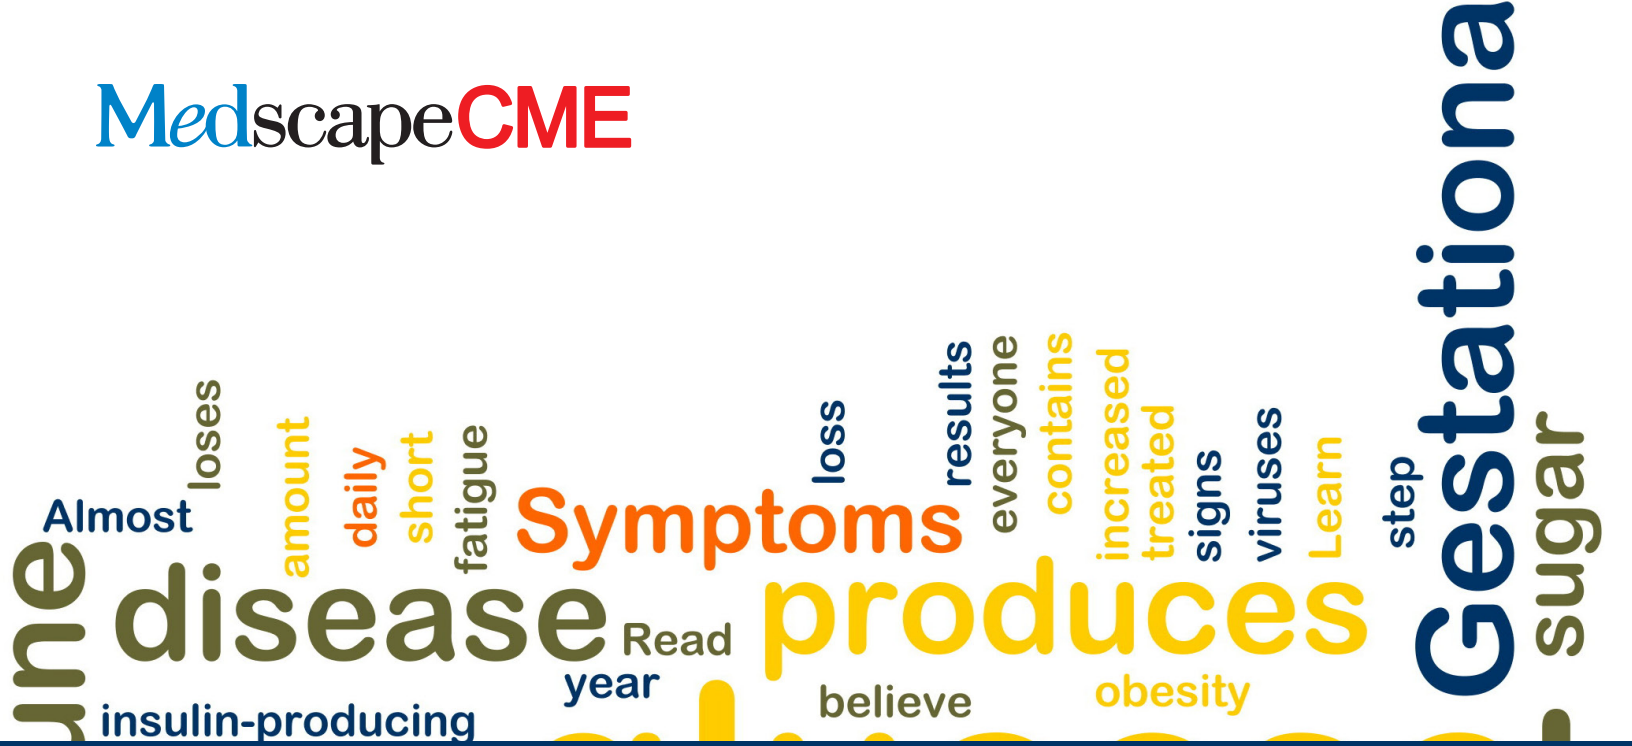 MedscapeCME
Gestationa
loses
amount
daily
short
fatigue
loss
results
everyone
contains
increased
treated
signs
viruses
Learn
step
sugar
Almost
Symptoms
une
disease
Read
produces
year
believe
obesity
insulin-producing